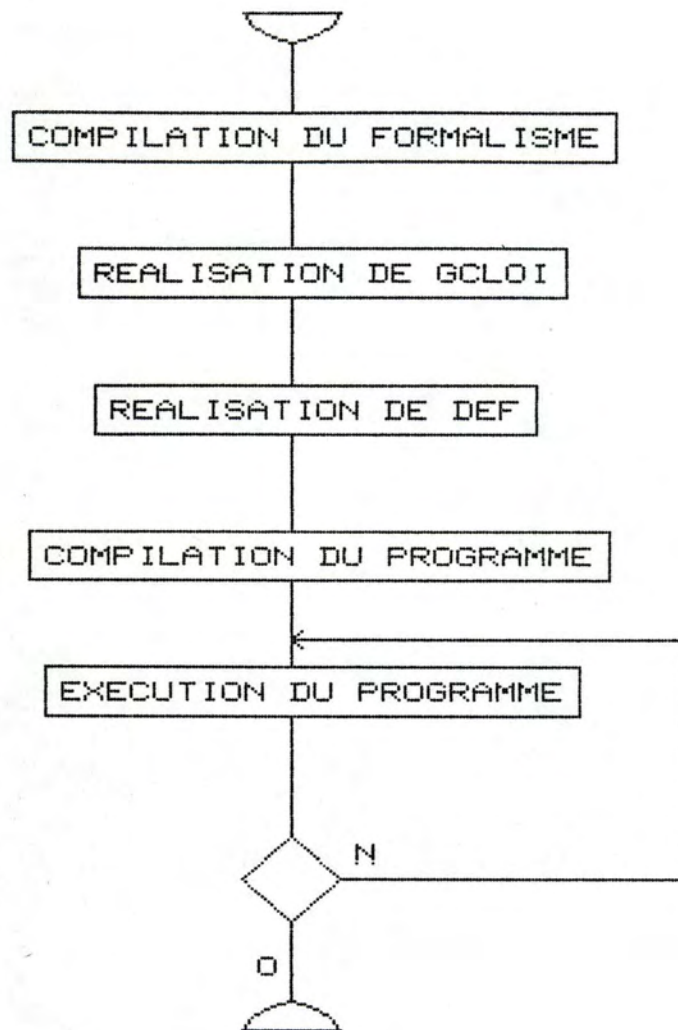 COMPILATION DU FORMALISME
REALISATION DE GCLOI
REALISATION DE DEF
COMPILATION DU PROGRAMME
EXECUTION DU PROGRAMME
N
O